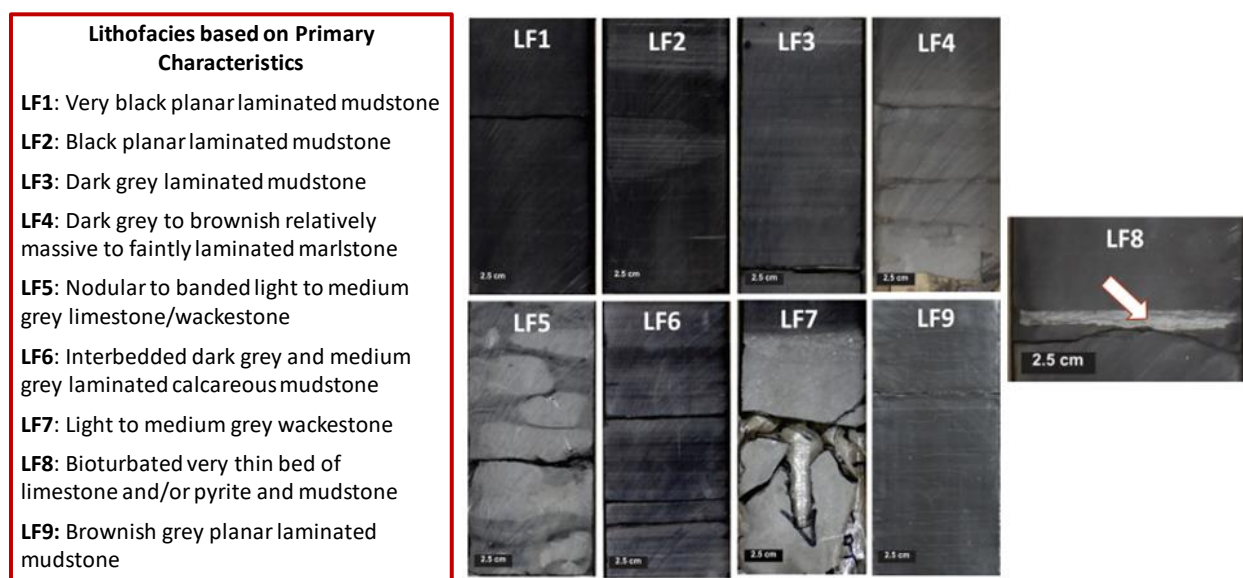 Lithofacies based on Primary
Characteristics
LF1: Very black planar laminated mudstone
LF2: Black planar laminated mudstone
LF3: Dark grey laminated mudstone
LF4: Dark grey to brownish relatively
massive to faintly laminated marlstone
LF5: Nodular to banded light to medium
grey limestone/wackestone
LF6: Interbedded dark grey and medium
grey laminated calcareous mudstone
LF7: Light to medium grey wackestone
LF8: Bioturbated very thin bed of
limestone and/or pyrite and mudstone
LF9: Brownish grey planar laminated
mudstone
LF1
2.5 cm
LF2
2.5 cm
LF3
2.5 cm
LF4
2.5 cm
LF5
2.5 cm
LF6
2.5 cm
LF7
2.5 cm
LF9
2.5 cm
LF8
2.5 cm